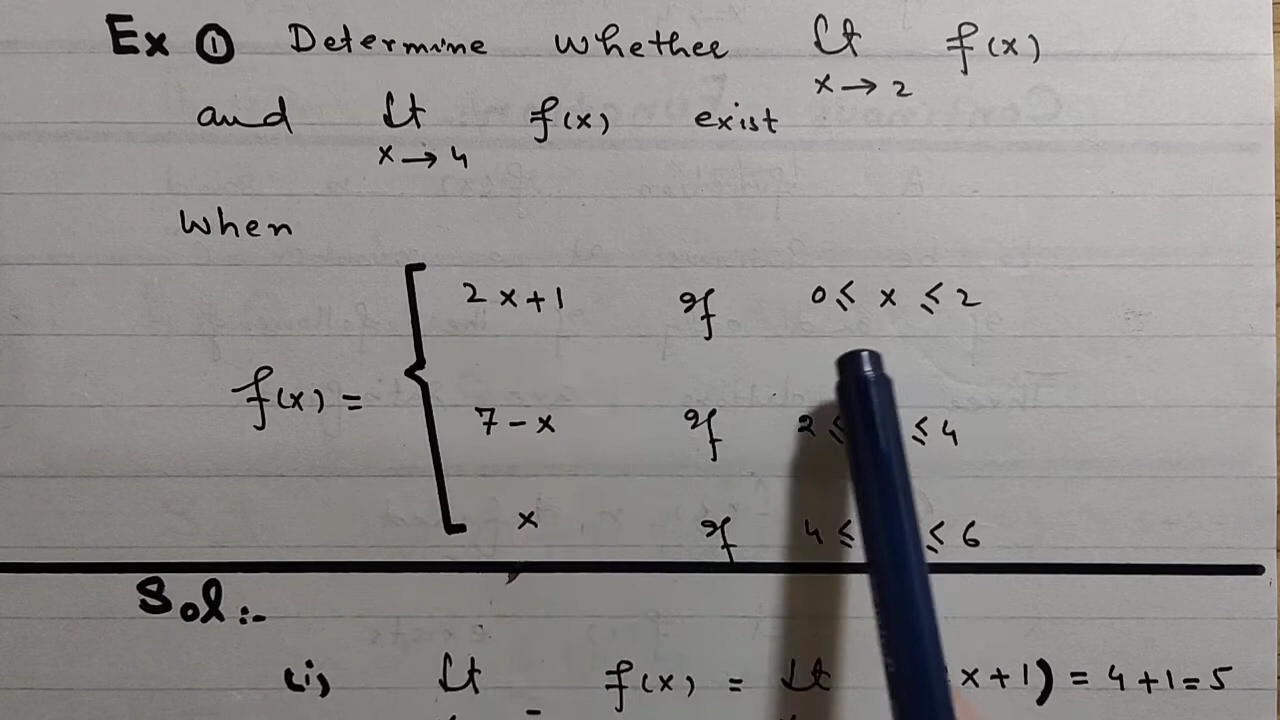 Ex ① Determine whether Lt f(x)
x → 2
and Lt f(x) exist
x → 4
When
2x+1 if 0 ≤ x ≤ 2
f(x) =
7-x if 2 ≤ ≤ 4
x if 4 ≤ ≤ 6
Sol:-
(i) Lt f(x) = Lt x+1) = 4+1=5